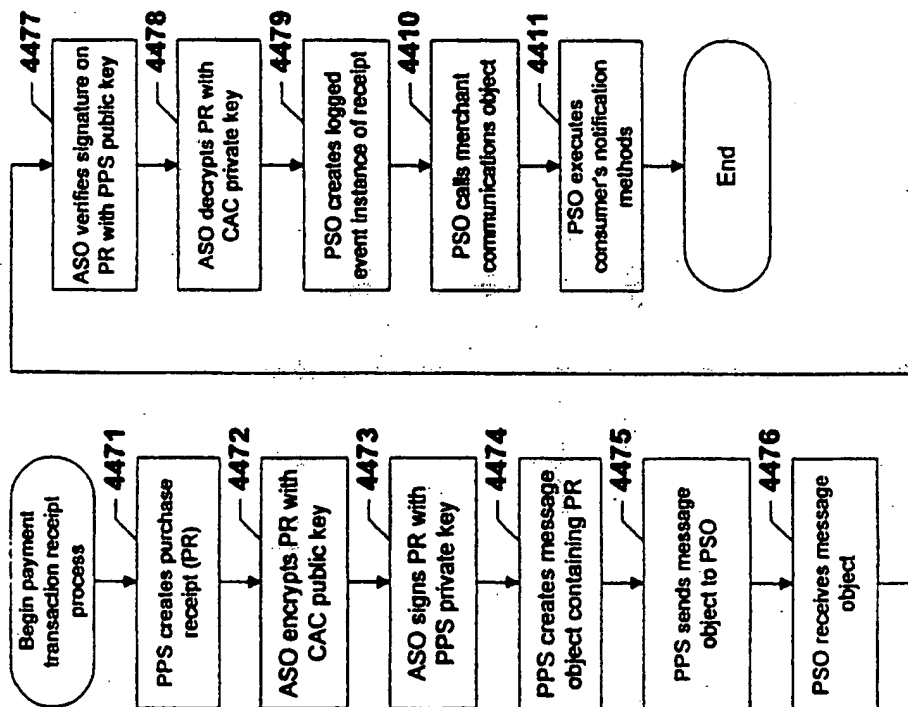 Begin payment
transaction receipt
process
4471
PPS creates purchase
receipt (PR)
4472
ASO encrypts PR with
CAC public key
4473
ASO signs PR with
PPS private key
4474
PPS creates message
object containing PR
4475
PPS sends message
object to PSO
4476
PSO receives message
object
4477
ASO verifies signature on
PR with PPS public key
4478
ASO decrypts PR with
CAC private key
4479
PSO creates logged
event instance of receipt
4410
PSO calls merchant
communications object
4411
PSO executes
consumer's notification
methods
End